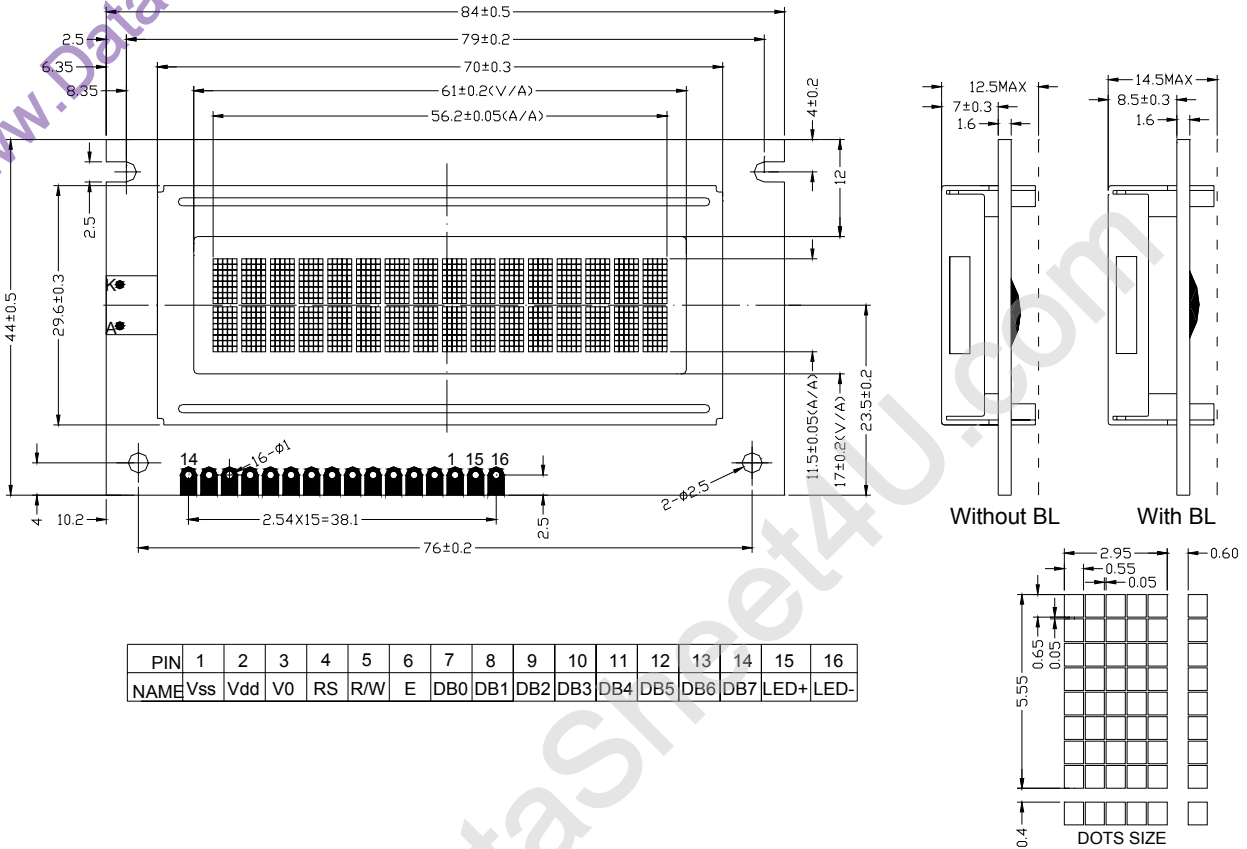 www.Data
84±0.5
2.5
79±0.2
6.35
70±0.3
8.35
61±0.2(V/A)
56.2±0.05(A/A)
4±0.2
12
2.5
44±0.5
29.6±0.3
K
A
11.5±0.05(A/A)
17±0.2(V/A)
23.5±0.2
14
16-ø1
1 15 16
2-ø2.5
4
10.2
2.54X15=38.1
2.5
76±0.2
12.5MAX
7±0.3
1.6
14.5MAX
8.5±0.3
1.6
Without BL
With BL
2.95
0.60
0.55
0.05
0.65
0.05
5.55
0.4
DOTS SIZE
PIN 1 2 3 4 5 6 7 8 9 10 11 12 13 14 15 16
NAME Vss Vdd V0 RS R/W E DB0 DB1 DB2 DB3 DB4 DB5 DB6 DB7 LED+ LED-
taSheet4U.com